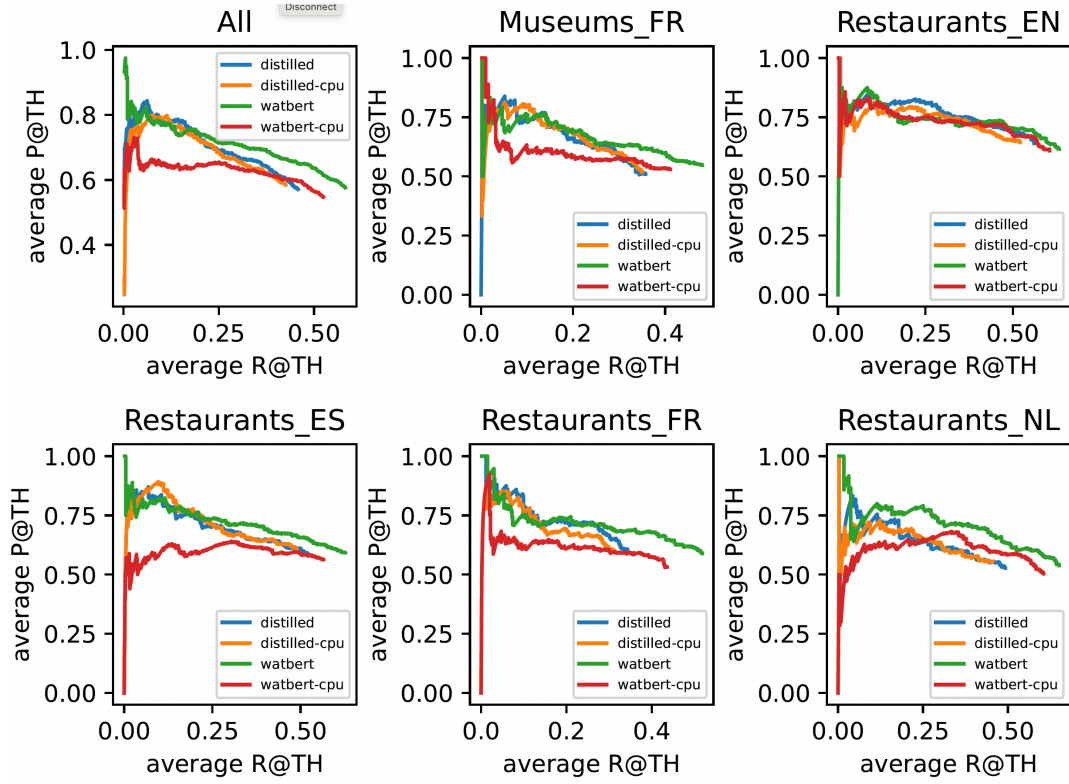 Disconnect
All
1.0
0.8
0.6
0.4
average P@TH
distilled
distilled-cpu
watbert
watbert-cpu
0.00 0.25 0.50
average R@TH
Museums_FR
1.00
0.75
0.50
0.25
0.00
average P@TH
distilled
distilled-cpu
watbert
watbert-cpu
0.0 0.2 0.4
average R@TH
Restaurants_EN
1.00
0.75
0.50
0.25
0.00
average P@TH
distilled
distilled-cpu
watbert
watbert-cpu
0.00 0.25 0.50
average R@TH
Restaurants_ES
1.00
0.75
0.50
0.25
0.00
average P@TH
distilled
distilled-cpu
watbert
watbert-cpu
0.00 0.25 0.50
average R@TH
Restaurants_FR
1.00
0.75
0.50
0.25
0.00
average P@TH
distilled
distilled-cpu
watbert
watbert-cpu
0.0 0.2 0.4
average R@TH
Restaurants_NL
1.00
0.75
0.50
0.25
0.00
average P@TH
distilled
distilled-cpu
watbert
watbert-cpu
0.00 0.25 0.50
average R@TH